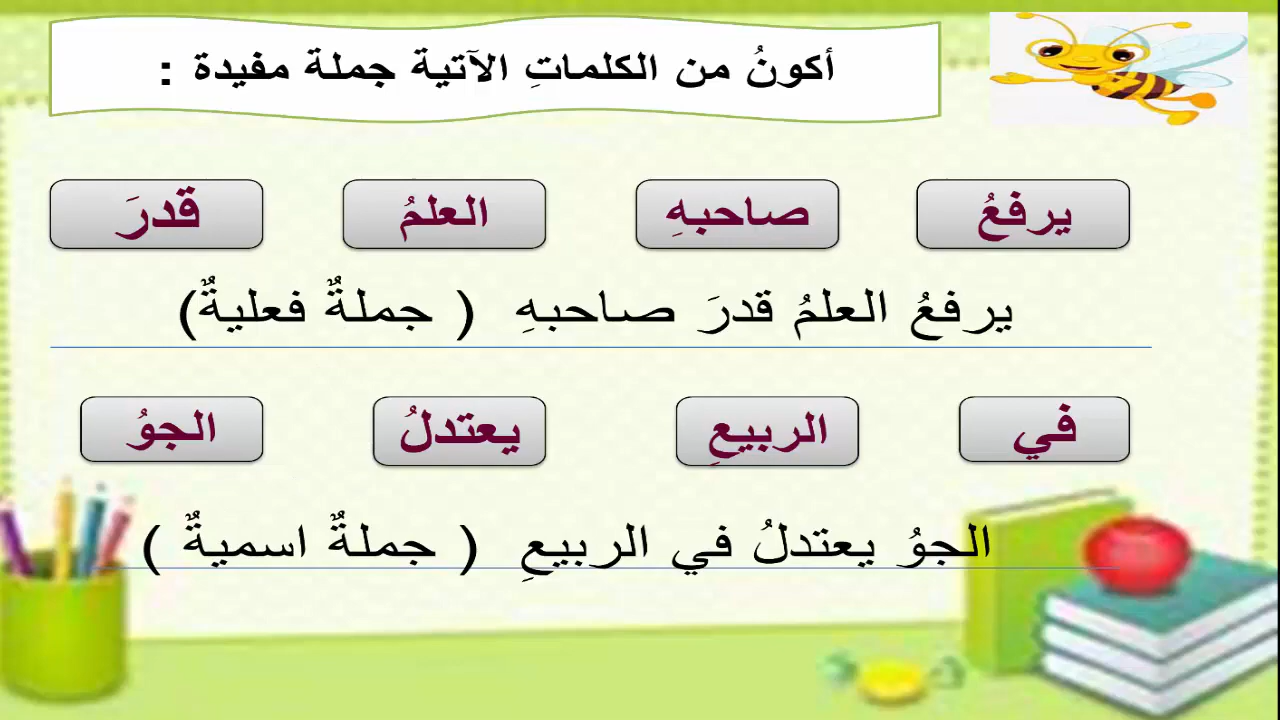 أكونُ من الكلماتِ الآتية جملة مفيدة :
يرفعُ صاحبهِ العلمُ قدرَ
يرفعُ العلمُ قدرَ صاحبهِ ( جملةٌ فعليةٌ)
في الربيعِ يعتدلُ الجوُ
الجوُ يعتدلُ في الربيعِ ( جملةٌ اسميةٌ )